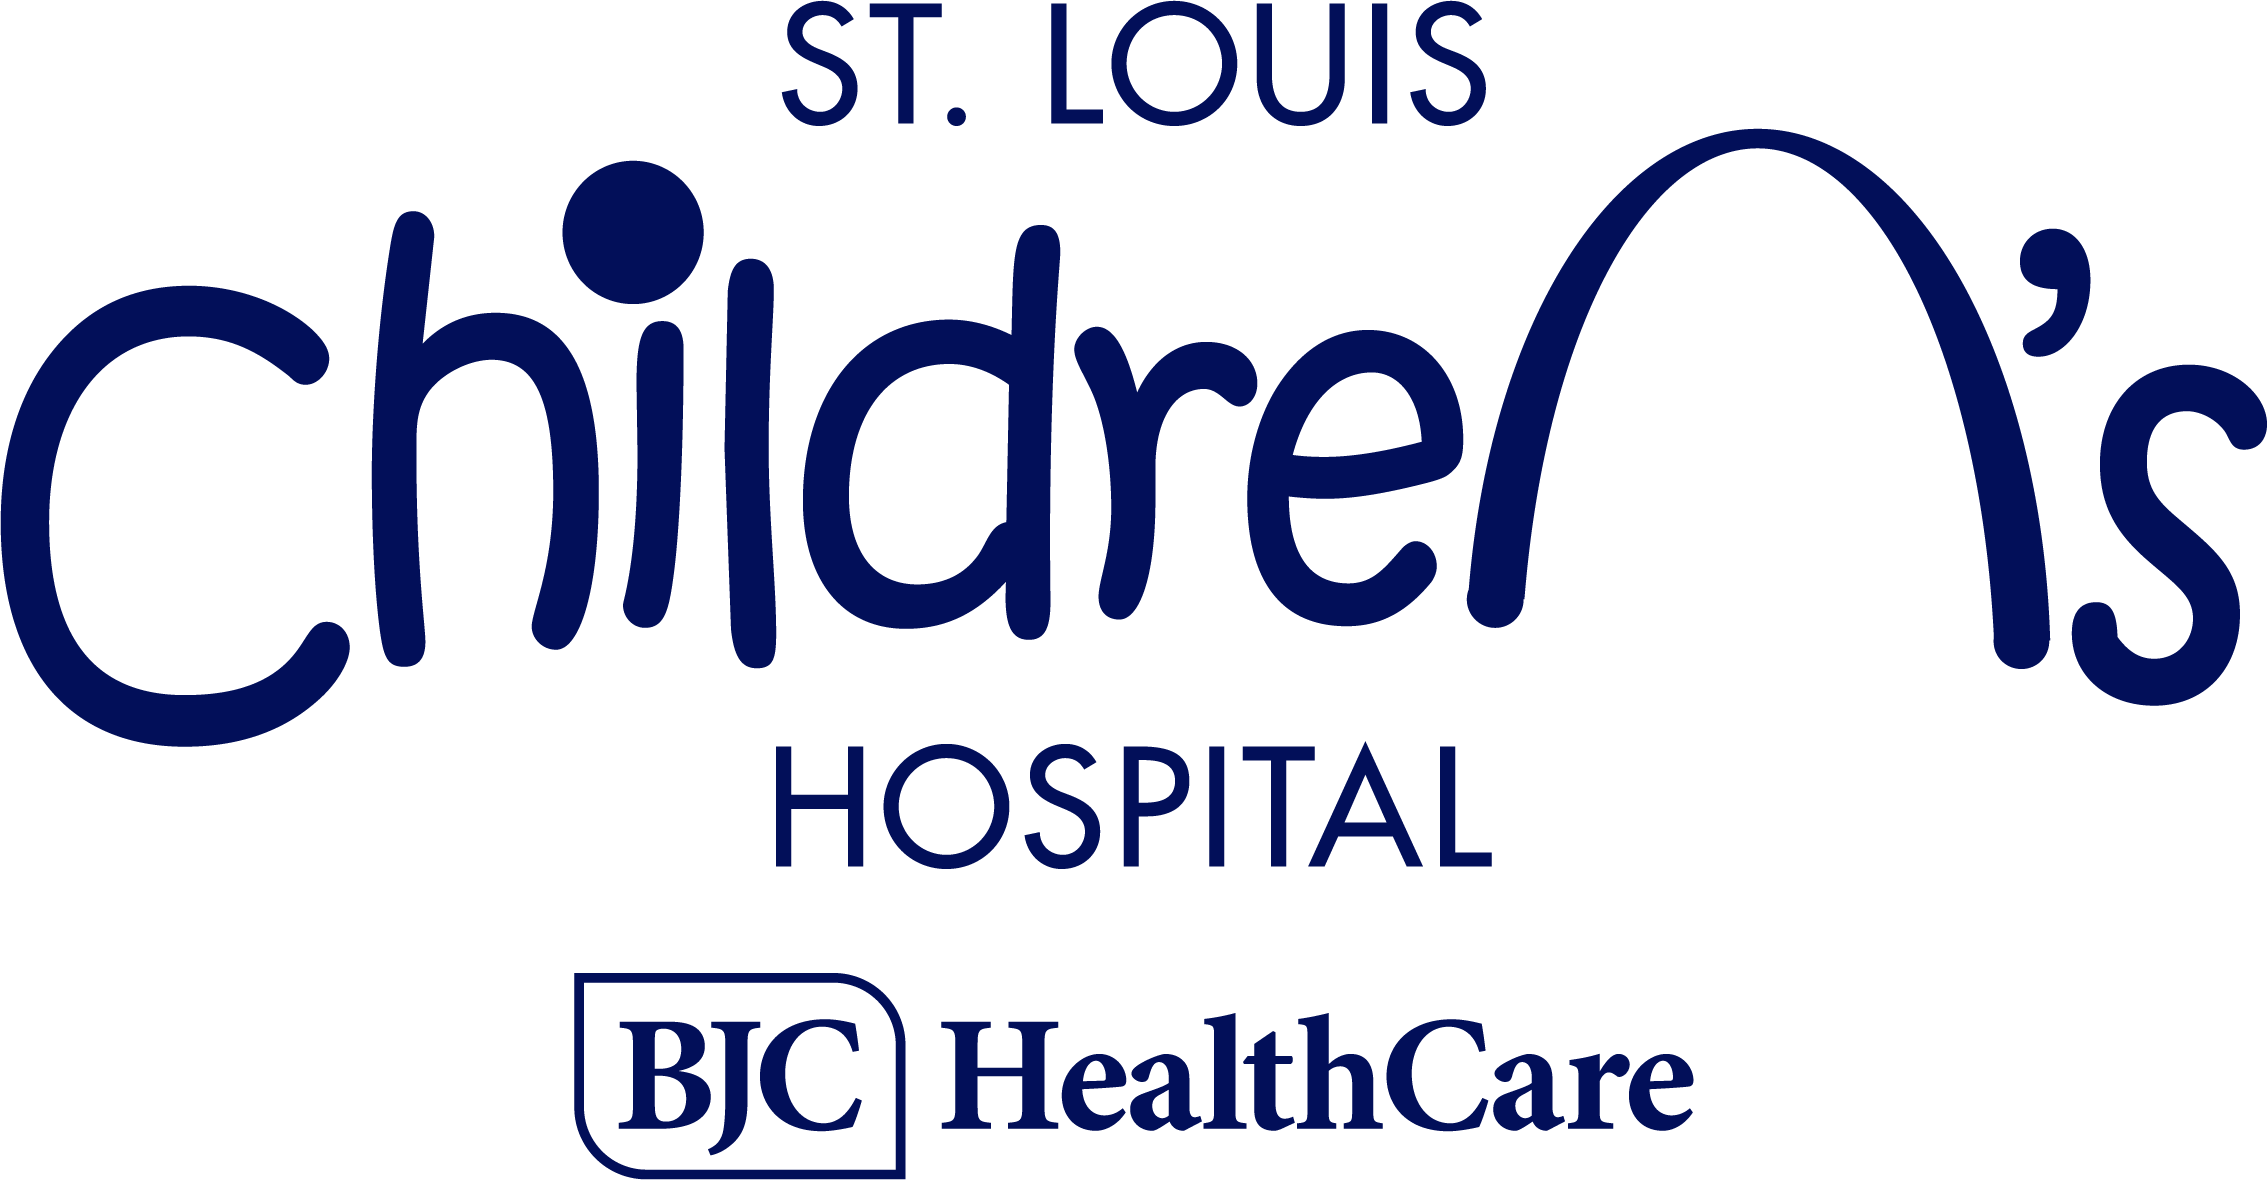 ST. LOUIS
Children's
HOSPITAL
BJC HealthCare